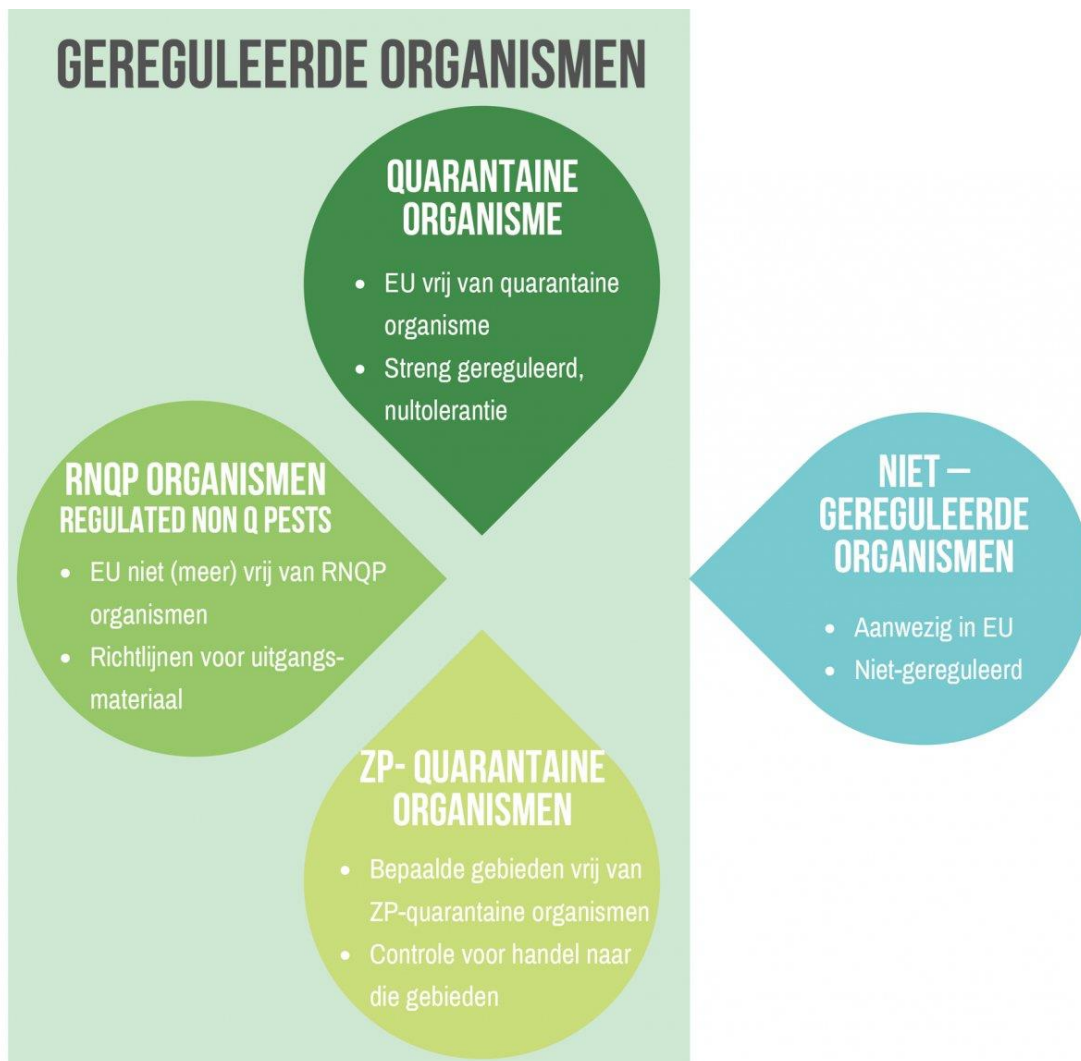 GEREGULEERDE ORGANISMEN
QUARANTAINE
ORGANISME
• EU vrij van quarantaine
organisme
• Streng gereguleerd,
nultolerantie
RNQP ORGANISMEN
REGULATED NON Q PESTS
• EU niet (meer) vrij van RNQP
organismen
• Richtlijnen voor uitgangs-
materiaal
NIET –
GEREGULEERDE
ORGANISMEN
• Aanwezig in EU
• Niet-gereguleerd
ZP- QUARANTAINE
ORGANISMEN
• Bepaalde gebieden vrij van
ZP-quarantaine organismen
• Controle voor handel naar
die gebieden